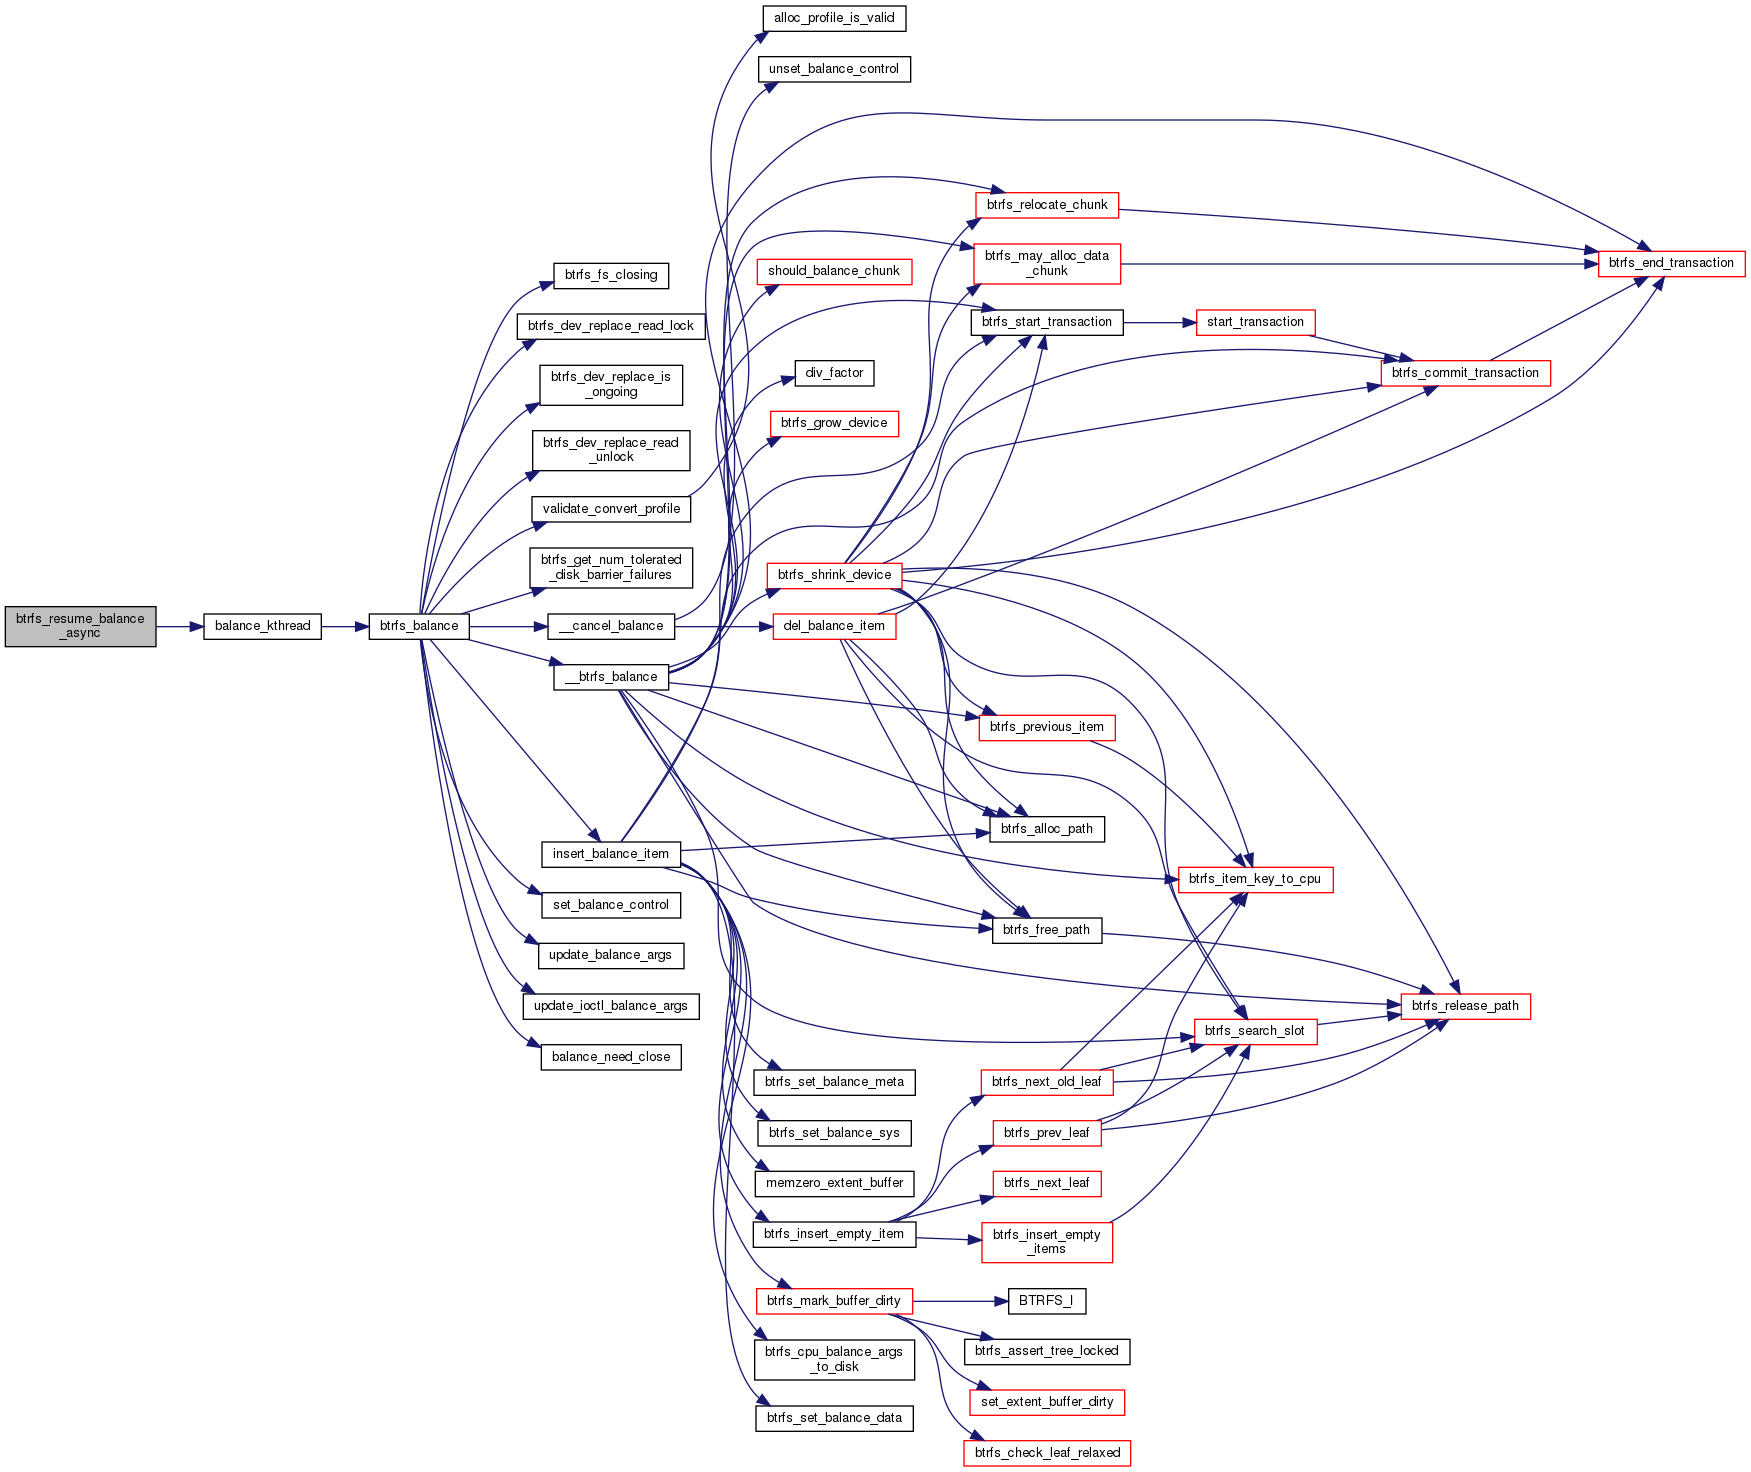 btrfs_resume_balance
_async
balance_kthread
btrfs_balance
btrfs_fs_closing
btrfs_dev_replace_read_lock
btrfs_dev_replace_is
_ongoing
btrfs_dev_replace_read
_unlock
validate_convert_profile
btrfs_get_num_tolerated
_disk_barrier_failures
__cancel_balance
__btrfs_balance
insert_balance_item
set_balance_control
update_balance_args
update_ioctl_balance_args
balance_need_close
alloc_profile_is_valid
unset_balance_control
should_balance_chunk
div_factor
btrfs_grow_device
btrfs_shrink_device
del_balance_item
btrfs_set_balance_meta
btrfs_set_balance_sys
memzero_extent_buffer
btrfs_insert_empty_item
btrfs_mark_buffer_dirty
btrfs_cpu_balance_args
_to_disk
btrfs_set_balance_data
btrfs_relocate_chunk
btrfs_may_alloc_data
_chunk
btrfs_start_transaction
btrfs_previous_item
btrfs_alloc_path
btrfs_free_path
btrfs_next_old_leaf
btrfs_prev_leaf
btrfs_next_leaf
btrfs_insert_empty
_items
BTRFS_I
btrfs_assert_tree_locked
set_extent_buffer_dirty
btrfs_check_leaf_relaxed
start_transaction
btrfs_item_key_to_cpu
btrfs_search_slot
btrfs_commit_transaction
btrfs_release_path
btrfs_end_transaction